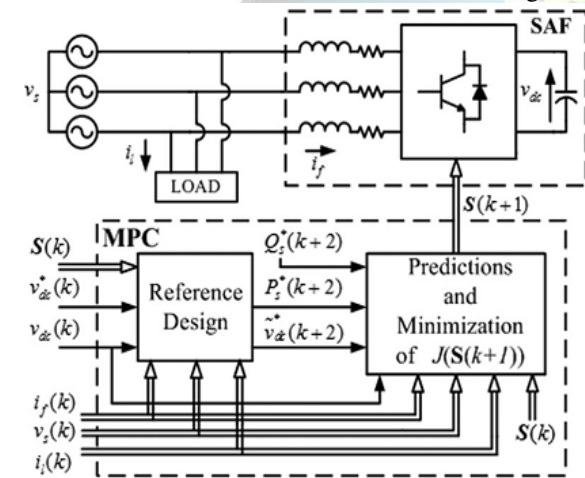 SAF
v_s
v_dc
i_l
i_f
LOAD
S(k+1)
MPC
S(k)
v*_dc(k)
v_dc(k)
Reference
Design
Q*_s(k+2)
P*_s(k+2)
ṽ*_dc(k+2)
Predictions
and
Minimization
of J(S(k+1))
i_f(k)
v_s(k)
i_l(k)
S(k)